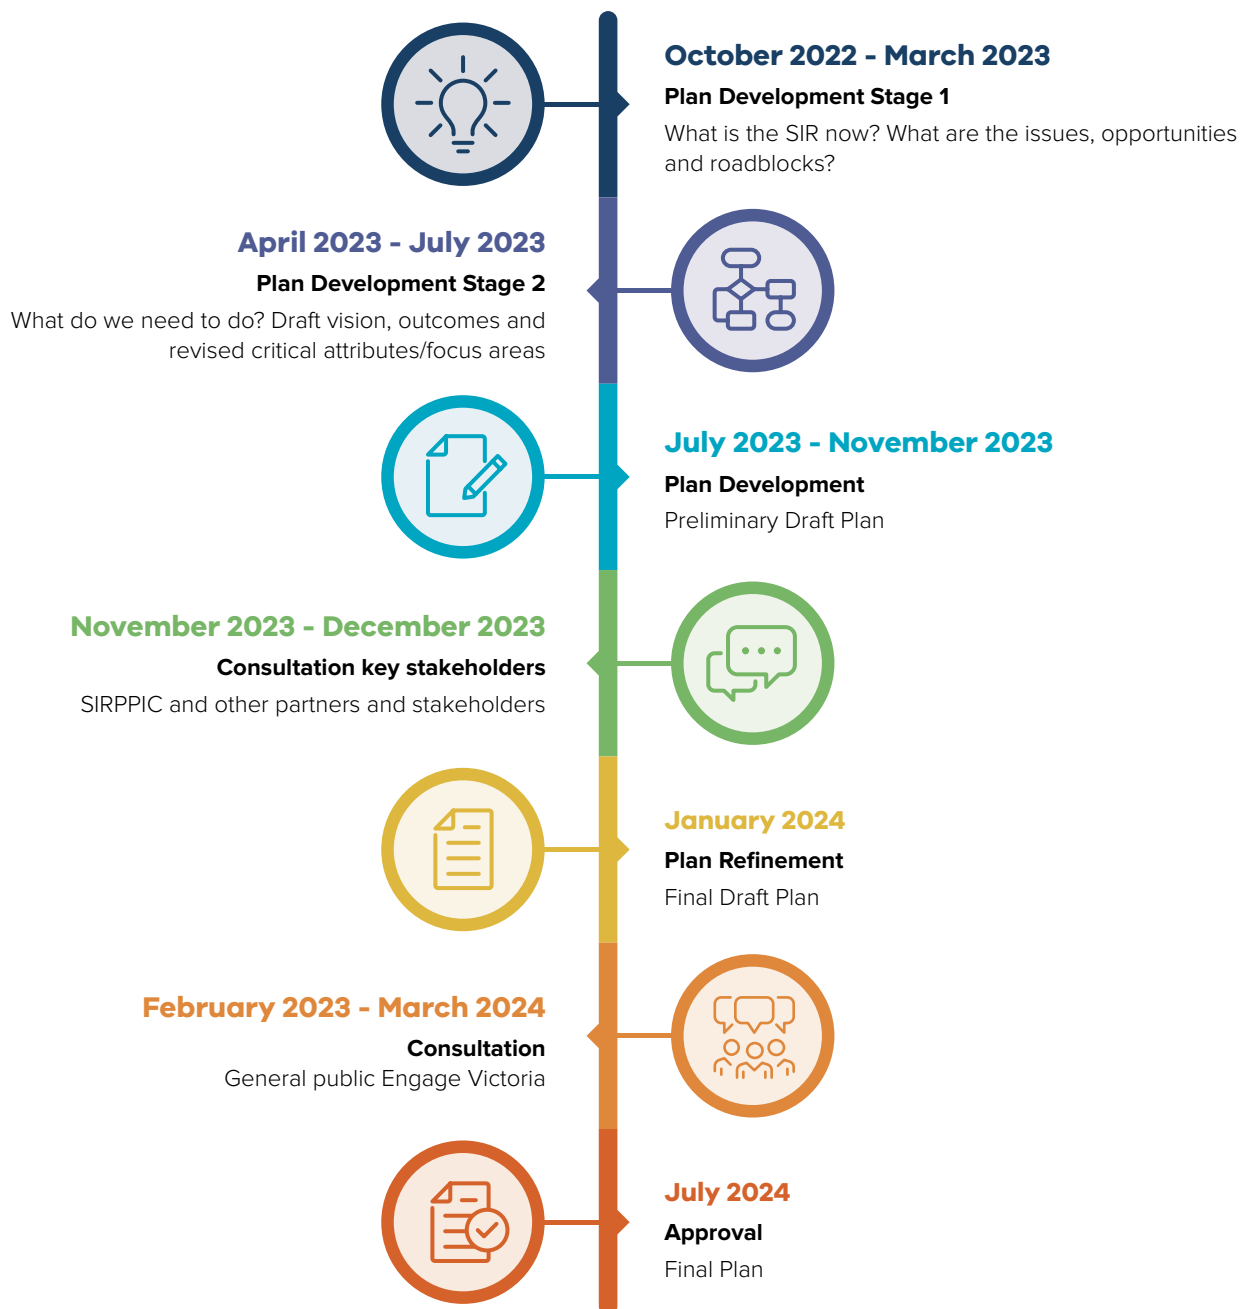 October 2022 - March 2023
Plan Development Stage 1
What is the SIR now? What are the issues, opportunities
and roadblocks?
April 2023 - July 2023
Plan Development Stage 2
What do we need to do? Draft vision, outcomes and
revised critical attributes/focus areas
July 2023 - November 2023
Plan Development
Preliminary Draft Plan
November 2023 - December 2023
Consultation key stakeholders
SIRPPIC and other partners and stakeholders
January 2024
Plan Refinement
Final Draft Plan
February 2023 - March 2024
Consultation
General public Engage Victoria
July 2024
Approval
Final Plan